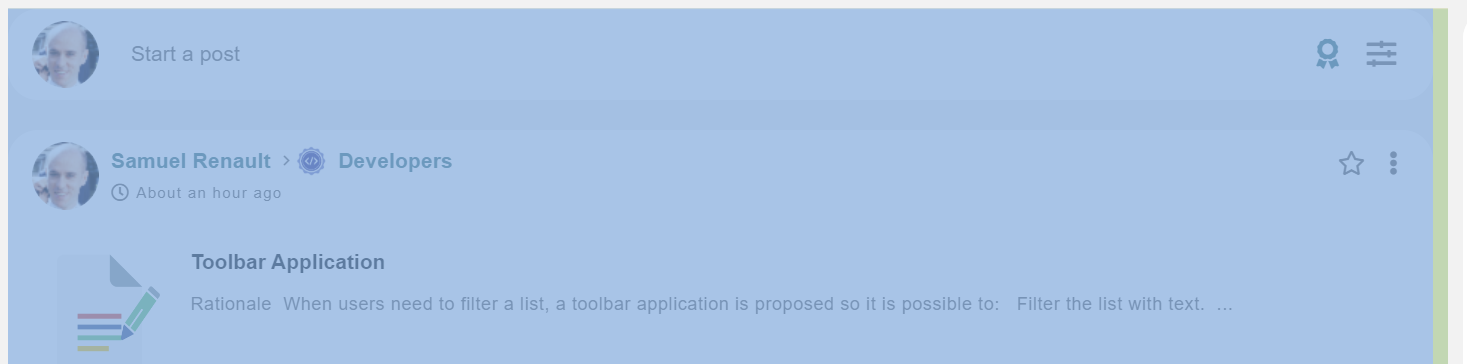 Start a post
Samuel Renault > Developers
About an hour ago
Toolbar Application
Rationale When users need to filter a list, a toolbar application is proposed so it is possible to: Filter the list with text. ...